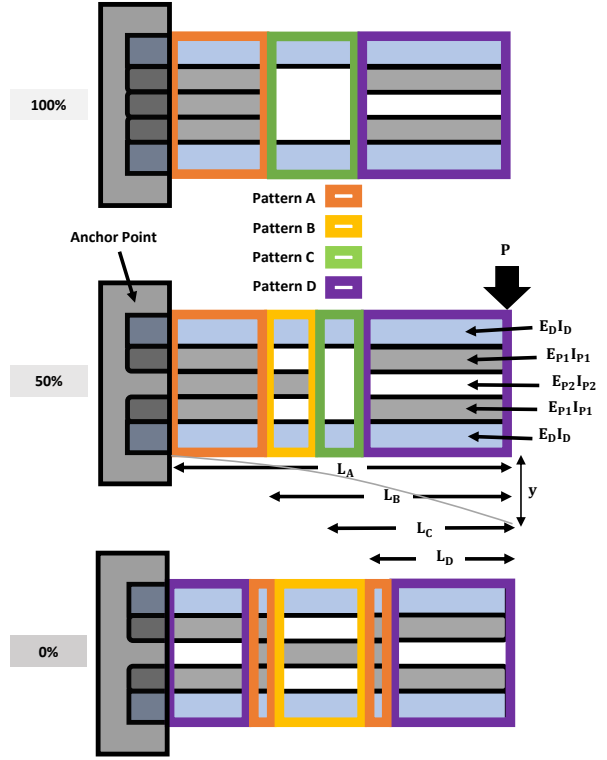 100%
Pattern A
Pattern B
Pattern C
Pattern D
Anchor Point
P
50%
E_D I_D
E_P1 I_P1
E_P2 I_P2
E_P1 I_P1
E_D I_D
L_A
L_B
y
L_C
L_D
0%